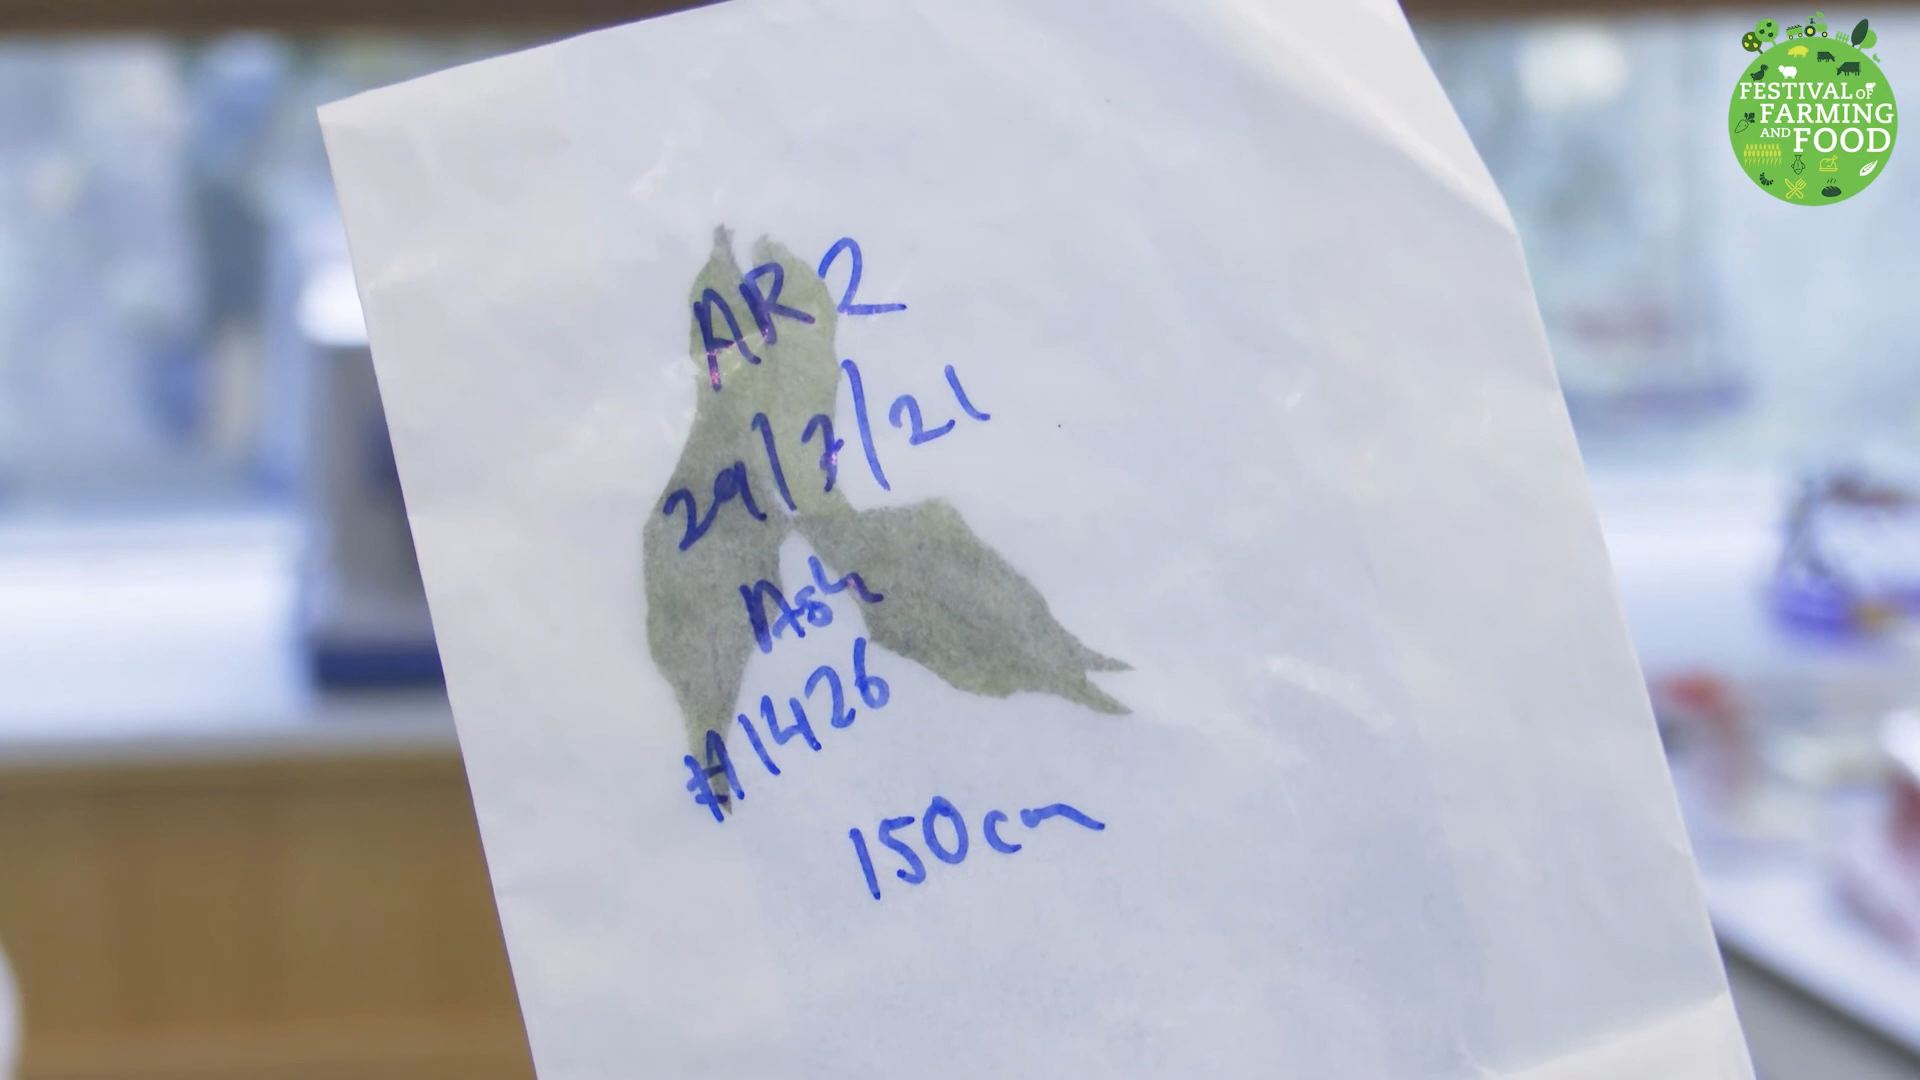 AR2
29/7/21
Ash
#1426
150cm
FESTIVAL OF
FARMING
AND FOOD